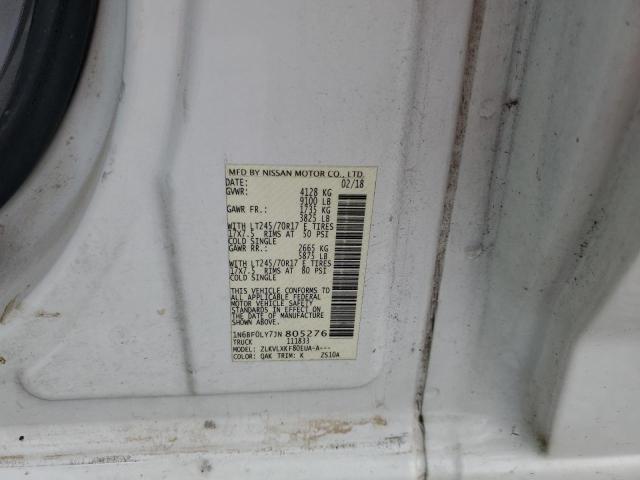 MFD BY NISSAN MOTOR CO., LTD.
DATE: 02/18
GVWR: 4128 KG
9100 LB
GAWR FR.: 1735 KG
3825 LB
WITH LT245/70R17 E TIRES
17X7.5 RIMS AT 50 PSI
COLD SINGLE
GAWR RR.: 2665 KG
5875 LB
WITH LT245/70R17 E TIRES
17X7.5 RIMS AT 80 PSI
COLD SINGLE
THIS VEHICLE CONFORMS TO
ALL APPLICABLE FEDERAL
MOTOR VEHICLE SAFETY
STANDARDS IN EFFECT ON
THE DATE OF MANUFACTURE
SHOWN ABOVE.
1N6BF0LY7JN 805276
TRUCK 111833
MODEL: ZLKVLXKF80EUA-A---
COLOR: QAK TRIM: K ZS10A